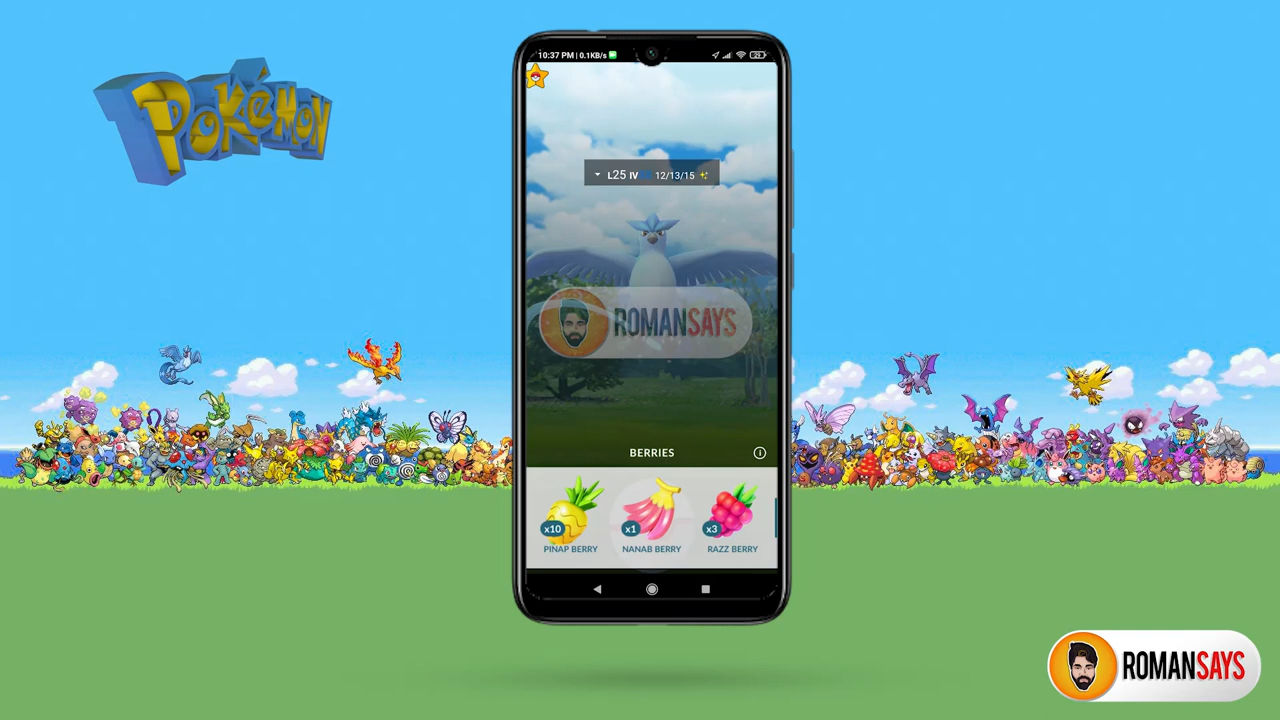 POKéMON
10:37 PM | 0.1KB/s
29
L25 IV 12/13/15
ROMANSAYS
BERRIES
x10 x1 x3
PINAP BERRY NANAB BERRY RAZZ BERRY
ROMANSAYS